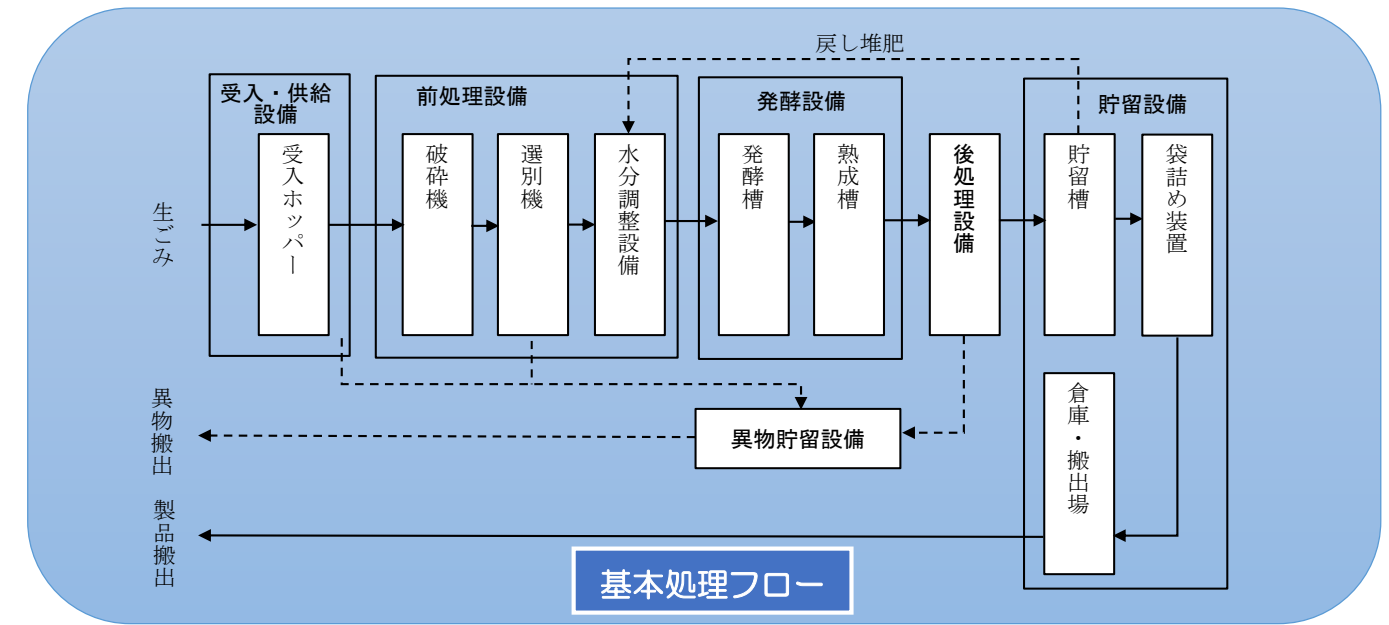 戻し堆肥
受入・供給
設備
前処理設備
発酵設備
貯留設備
生ごみ
受入ホッパー
破砕機
選別機
水分調整設備
発酵槽
熟成槽
後処理設備
貯留槽
袋詰め装置
異物搬出
異物貯留設備
倉庫・搬出場
製品搬出
基本処理フロー